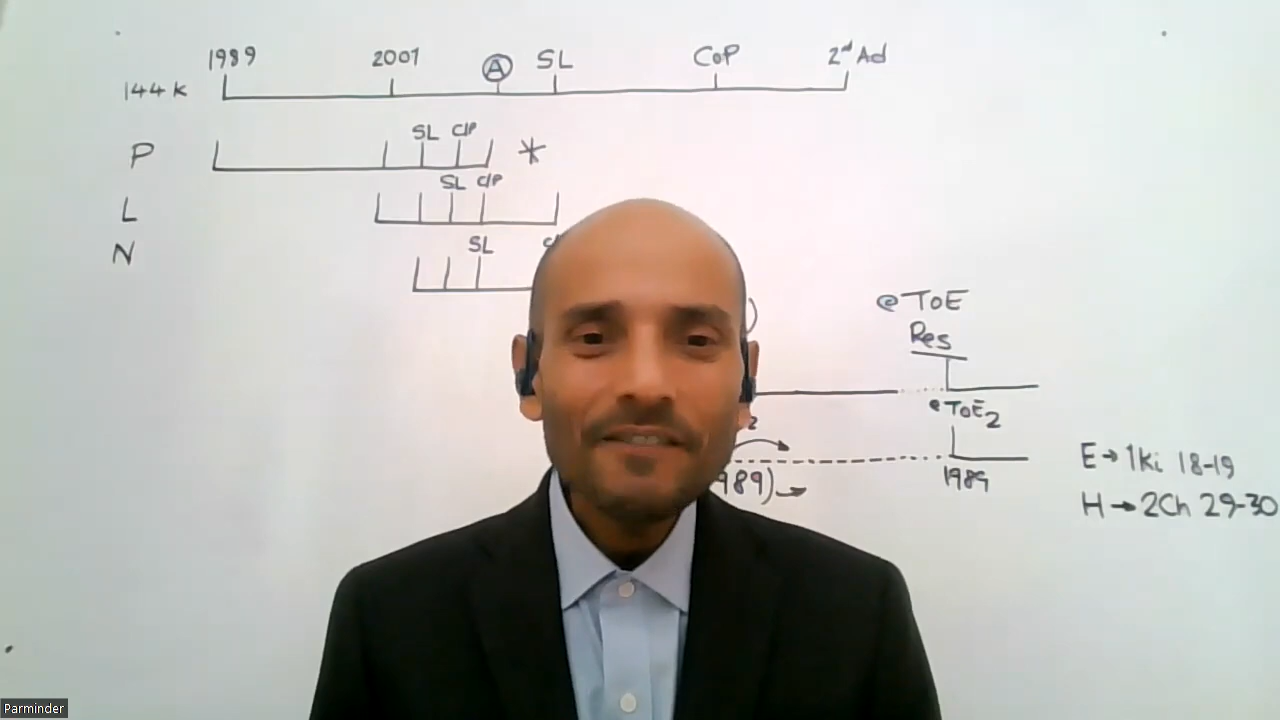 1989 2001 A SL CoP 2nd Ad
144 k
SL C/P
P *
SL C/P
L
SL
N
@ToE
Res
@ToE2
1989
989)
E→1Ki 18-19
H→2Ch 29-30
Parminder